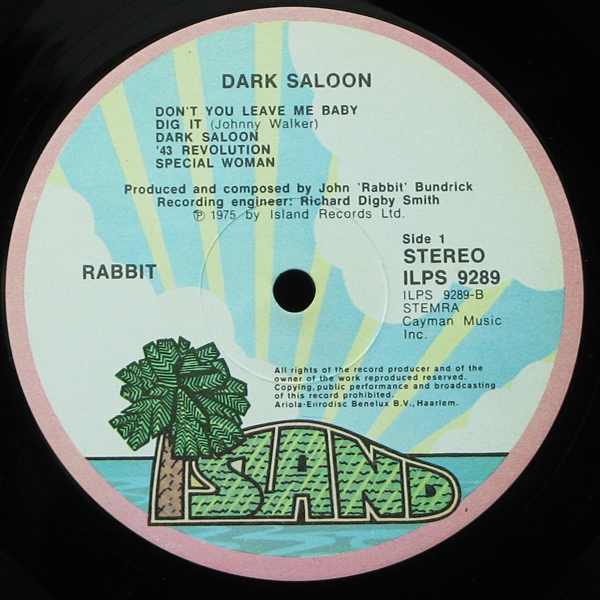 DARK SALOON
DON'T YOU LEAVE ME BABY
DIG IT (Johnny Walker)
DARK SALOON
'43 REVOLUTION
SPECIAL WOMAN
Produced and composed by John 'Rabbit' Bundrick
Recording engineer: Richard Digby Smith
℗ 1975 by Island Records Ltd.
RABBIT
Side 1
STEREO
ILPS 9289
ILPS 9289-B
STEMRA
Cayman Music
Inc.
All rights of the record producer and of the
owner of the work reproduced reserved.
Copying, public performance and broadcasting
of this record prohibited.
Ariola-Eurodisc Benelux B.V., Haarlem.
ISLAND